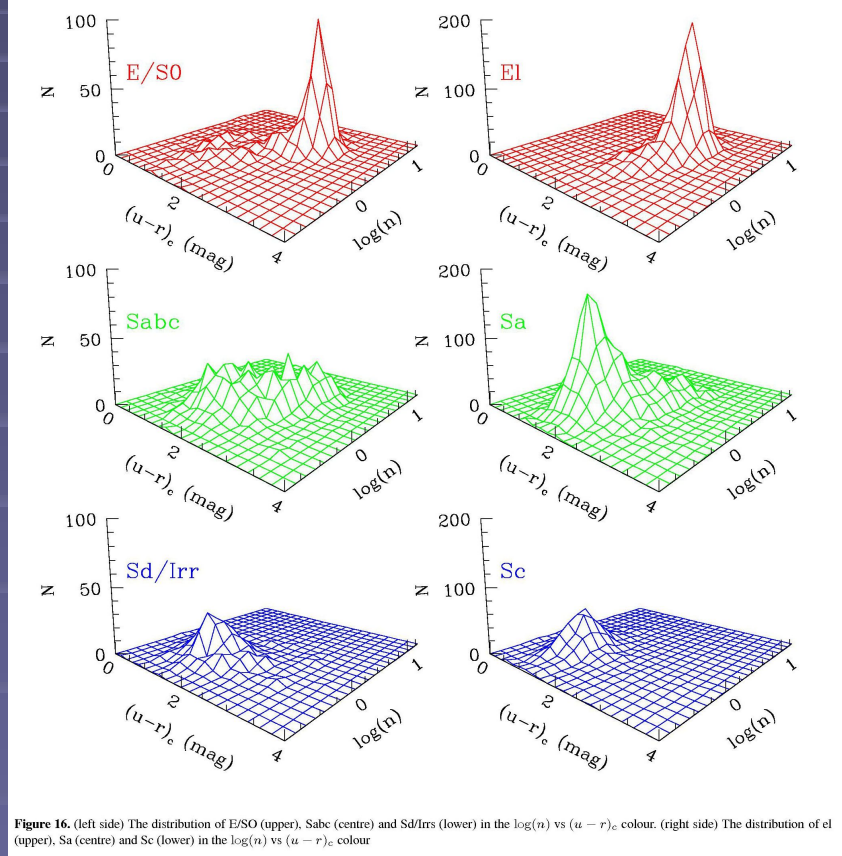 100
50
0
N
E/S0
0
2
4
(u-r)c (mag)
0
1
log(n)
200
100
0
N
El
0
2
4
(u-r)c (mag)
0
1
log(n)
100
50
0
N
Sabc
0
2
4
(u-r)c (mag)
0
1
log(n)
200
100
0
N
Sa
0
2
4
(u-r)c (mag)
0
1
log(n)
100
50
0
N
Sd/Irr
0
2
4
(u-r)c (mag)
0
1
log(n)
200
100
0
N
Sc
0
2
4
(u-r)c (mag)
0
1
log(n)
Figure 16. (left side) The distribution of E/SO (upper), Sabc (centre) and Sd/Irrs (lower) in the log(n) vs (u − r)c colour. (right side) The distribution of el
(upper), Sa (centre) and Sc (lower) in the log(n) vs (u − r)c colour